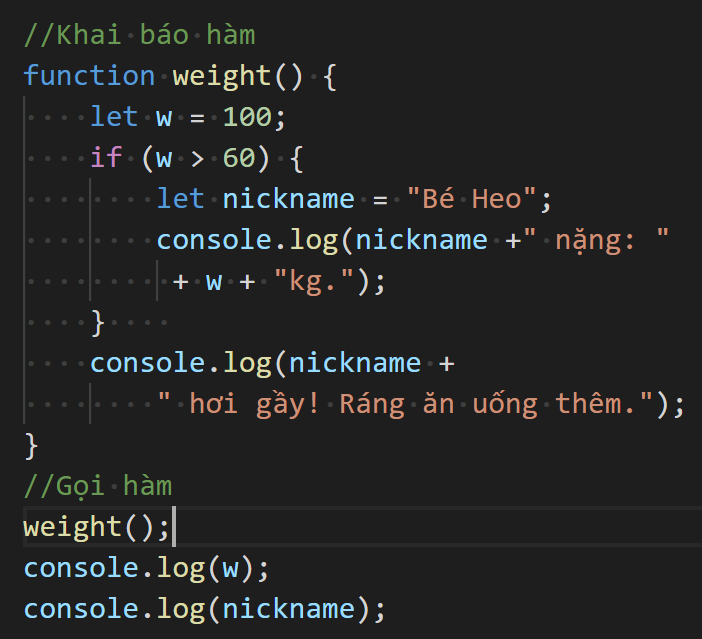 //Khai báo hàm
function weight() {
    let w = 100;
    if (w > 60) {
        let nickname = "Bé Heo";
        console.log(nickname +" nặng: "
         + w + "kg.");
    }
    console.log(nickname +
        " hơi gầy! Ráng ăn uống thêm.");
}
//Gọi hàm
weight();
console.log(w);
console.log(nickname);